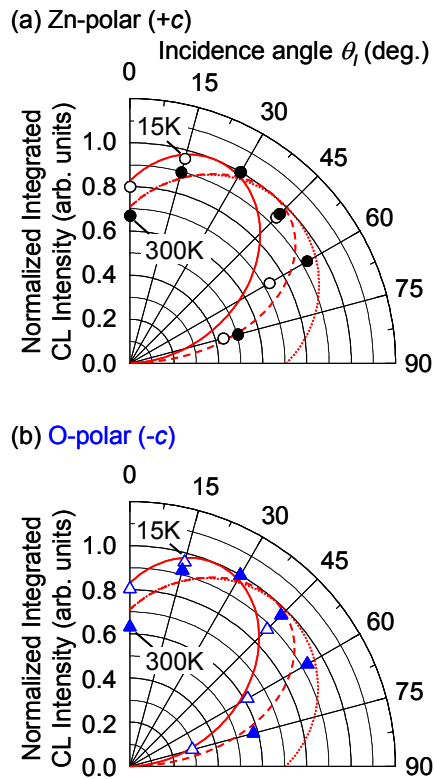 (a) Zn-polar (+c)
Incidence angle θI (deg.)
0
15
30
45
60
75
90
15K
300K
1.0
0.8
0.6
0.4
0.2
0.0
Normalized Integrated
CL Intensity (arb. units)
(b) O-polar (-c)
0
15
30
45
60
75
90
15K
300K
1.0
0.8
0.6
0.4
0.2
0.0
Normalized Integrated
CL Intensity (arb. units)